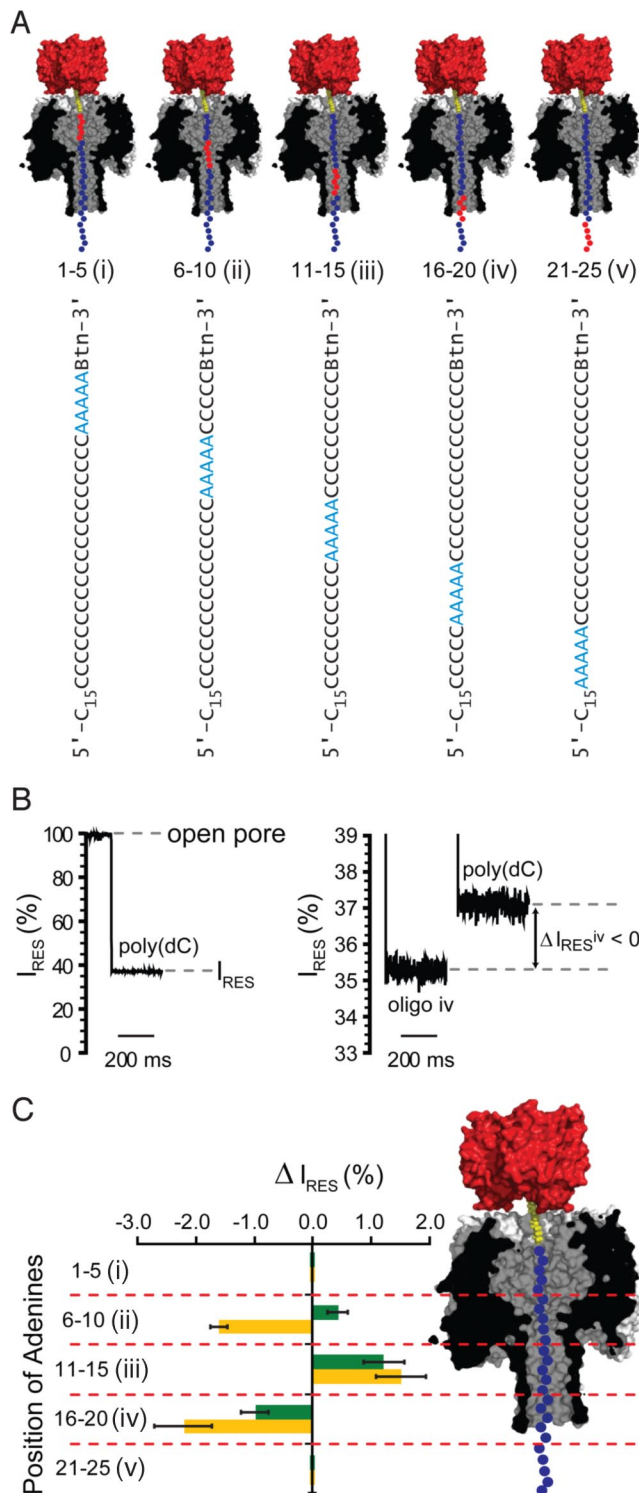 A
1-5 (i)
6-10 (ii)
11-15 (iii)
16-20 (iv)
21-25 (v)
5'-C15CCCCCCCCCCCCCCCCCCCCAAAAABtn-3'
5'-C15CCCCCCCCCCCCCCCAAAAACCCCCBtn-3'
5'-C15CCCCCCCCCCAAAAACCCCCCCCCCBtn-3'
5'-C15CCCCCAAAAACCCCCCCCCCCCCCCBtn-3'
5'-C15AAAAACCCCCCCCCCCCCCCCCCCCBtn-3'
B
IRES (%)
100
80
60
40
20
0
open pore
poly(dC)
IRES
200 ms
IRES (%)
39
38
37
36
35
34
33
poly(dC)
Δ IRES^iv < 0
oligo iv
200 ms
C
Δ IRES (%)
-3.0 -2.0 -1.0 0.0 1.0 2.0
Position of Adenines
1-5 (i)
6-10 (ii)
11-15 (iii)
16-20 (iv)
21-25 (v)